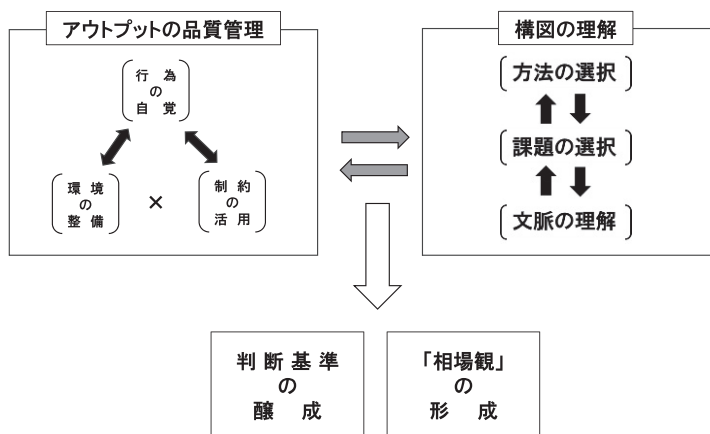 アウトプットの品質管理
行為
の
自覚
環境
の
整備
×
制約
の
活用
構図の理解
方法の選択
課題の選択
文脈の理解
判断基準
の
醸成
「相場観」
の
形成